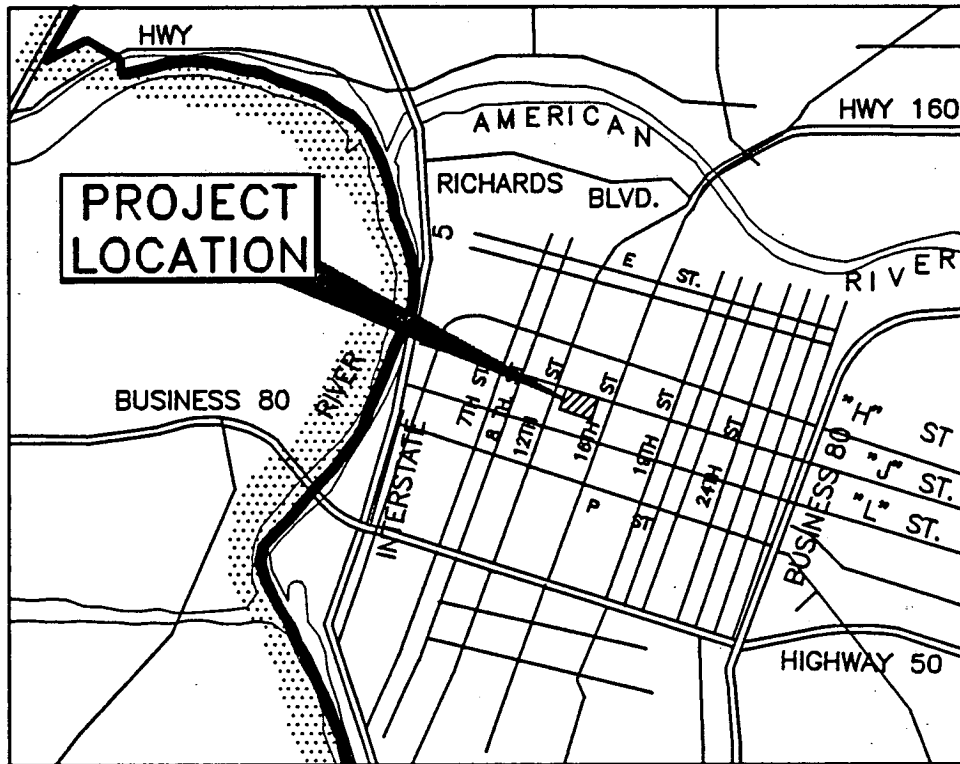 HWY
HWY 160
AMERICAN
RICHARDS BLVD.
PROJECT
LOCATION
5
E ST.
RIVER
RIVER
BUSINESS 80
7TH ST
8TH ST
12TH ST
16TH ST
19TH ST
24TH ST
"H" ST
"J" ST.
"L" ST.
P ST
INTERSTATE
BUSINESS 80
HIGHWAY 50